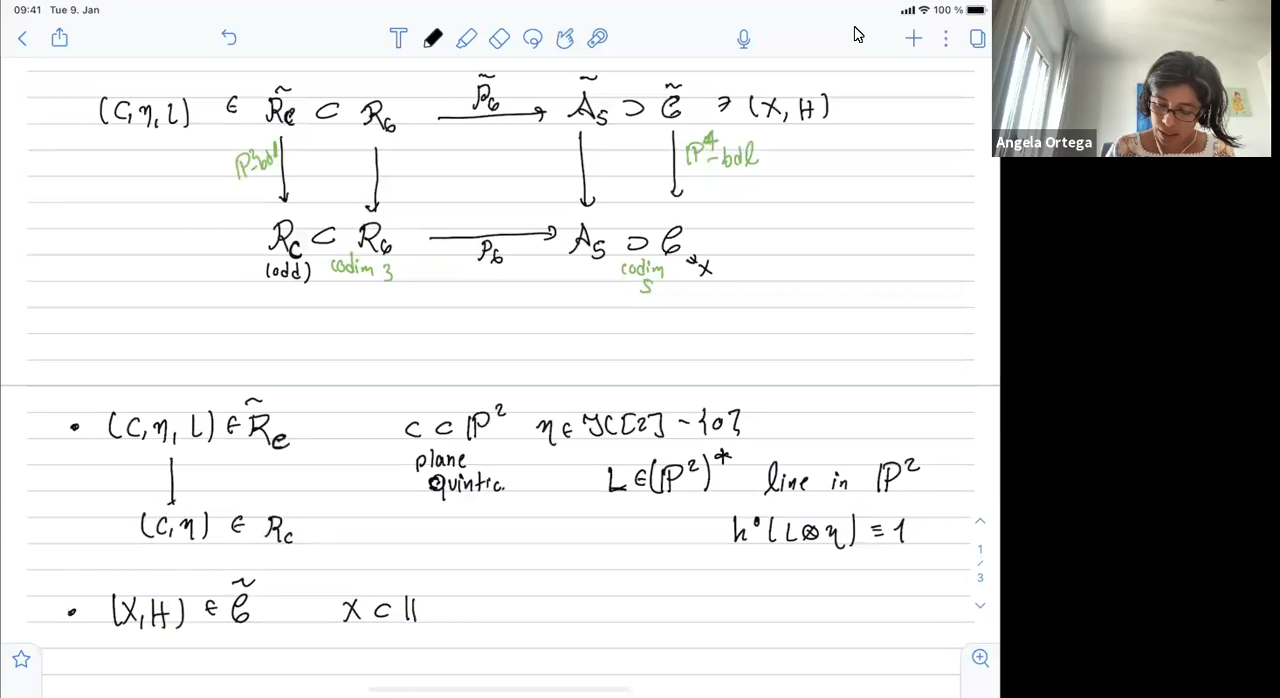 09:41 Tue 9. Jan 100 %
(C, η, L) ∈ R̃_C ⊂ R̃_6 —P̃_6→ Ã_5 ⊃ C̃ ∋ (X, H)
P²-bdl P⁴-bdl
R_C ⊂ R_6 —P_6→ A_5 ⊃ C ∋ X
(odd) codim 3 codim 5
• (C, η, L) ∈ R̃_C C ⊂ ℙ² η ∈ JC[2] - {0}
plane quintic. L ∈ (ℙ²)* line in ℙ²
(C, η) ∈ R_C h⁰(L⊗η) ≡ 1
• (X, H) ∈ C̃ X ⊂ |
1
/
3
Angela Ortega